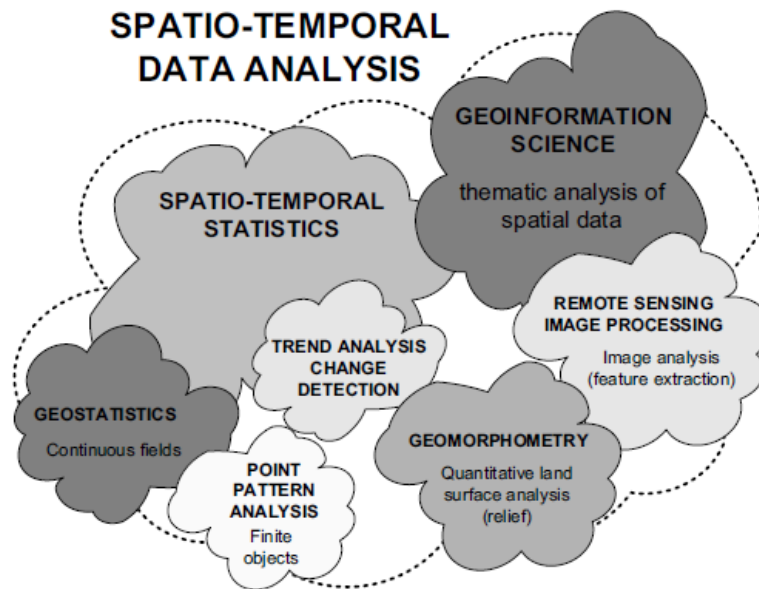 SPATIO-TEMPORAL
DATA ANALYSIS
GEOINFORMATION
SCIENCE
thematic analysis of
spatial data
SPATIO-TEMPORAL
STATISTICS
REMOTE SENSING
IMAGE PROCESSING
Image analysis
(feature extraction)
TREND ANALYSIS
CHANGE
DETECTION
GEOSTATISTICS
Continuous fields
GEOMORPHOMETRY
Quantitative land
surface analysis
(relief)
POINT
PATTERN
ANALYSIS
Finite
objects